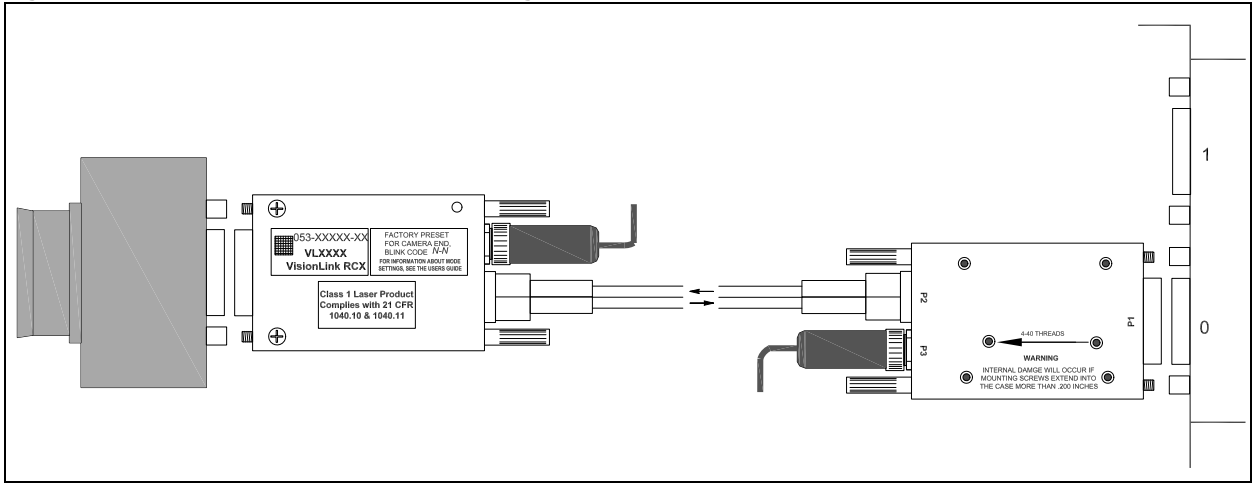 053-XXXXX-XX
VLXXXX
VisionLink RCX
FACTORY PRESET
FOR CAMERA END,
BLINK CODE N-N
FOR INFORMATION ABOUT MODE
SETTINGS, SEE THE USERS GUIDE
Class 1 Laser Product
Complies with 21 CFR
1040.10 & 1040.11
P2
P3
P1
4-40 THREADS
WARNING
INTERNAL DAMGE WILL OCCUR IF
MOUNTING SCREWS EXTEND INTO
THE CASE MORE THAN .200 INCHES
1
0